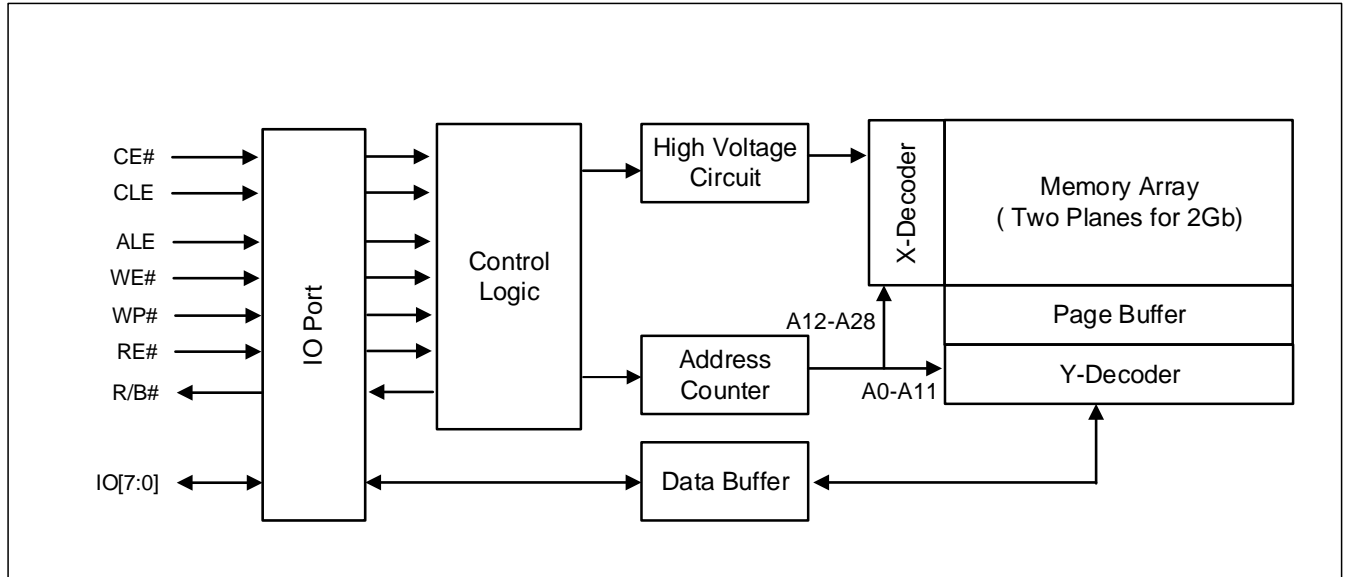 CE#
CLE
ALE
WE#
WP#
RE#
R/B#
IO[7:0]
IO Port
Control
Logic
High Voltage
Circuit
Address
Counter
Data Buffer
X-Decoder
A12-A28
A0-A11
Memory Array
( Two Planes for 2Gb)
Page Buffer
Y-Decoder